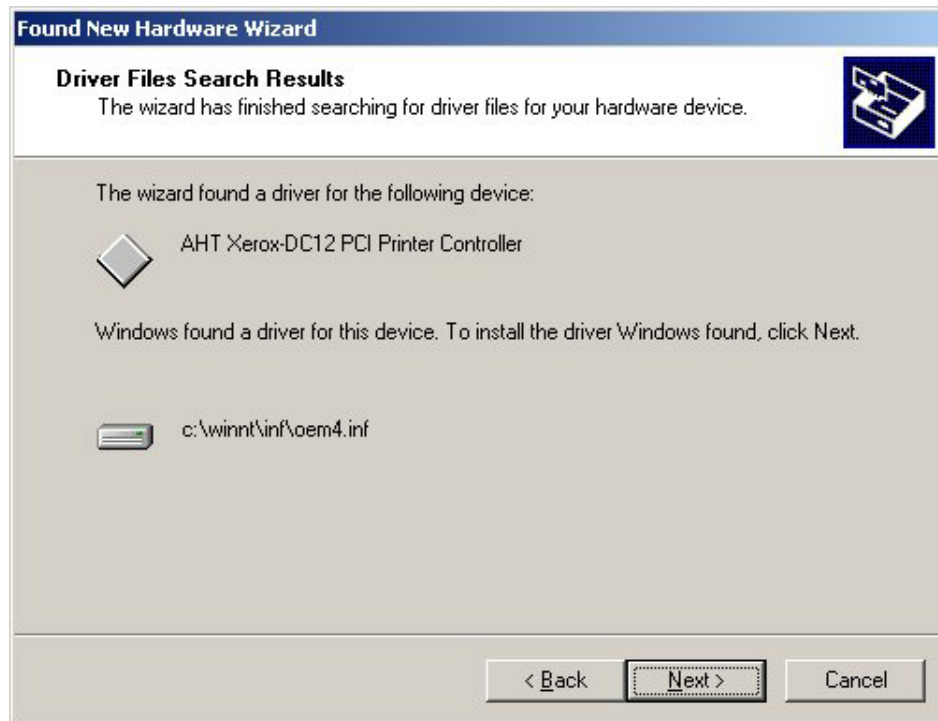 Found New Hardware Wizard
Driver Files Search Results
The wizard has finished searching for driver files for your hardware device.
The wizard found a driver for the following device:
AHT Xerox-DC12 PCI Printer Controller
Windows found a driver for this device. To install the driver Windows found, click Next.
c:\winnt\inf\oem4.inf
< Back Next > Cancel